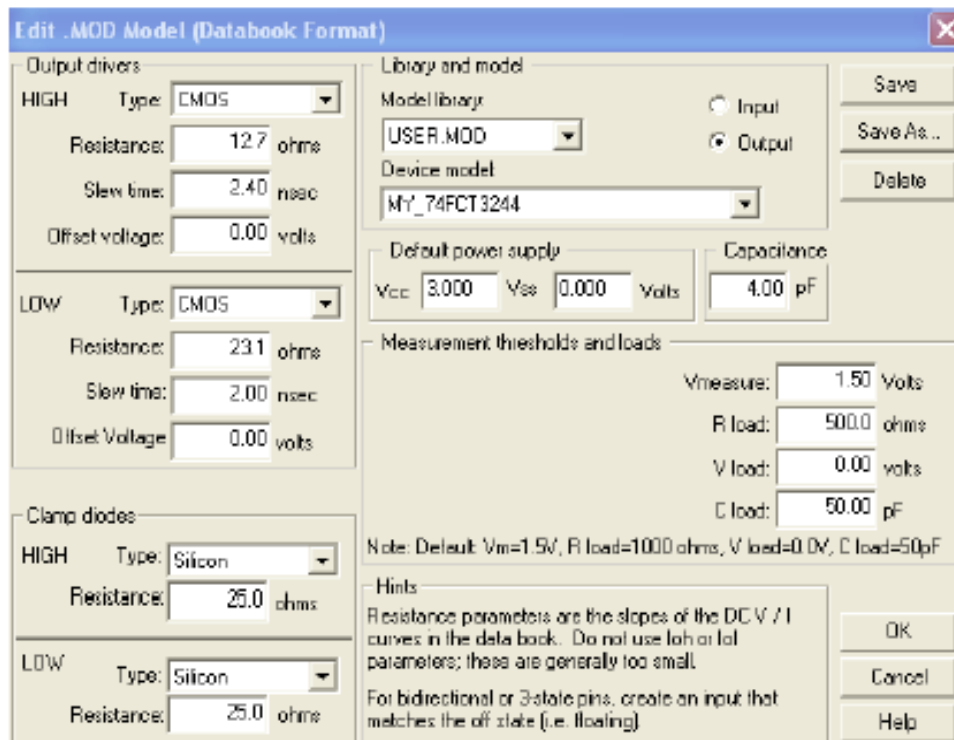 Edit .MOD Model (Databook Format)
Output drivers
HIGH Type: CMOS
Resistance: 12.7 ohms
Slew time: 2.40 nsec
Offset voltage: 0.00 volts
LOW Type: CMOS
Resistance: 23.1 ohms
Slew time: 2.00 nsec
Offset Voltage 0.00 volts
Clamp diodes
HIGH Type: Silicon
Resistance: 25.0 ohms
LOW Type: Silicon
Resistance: 25.0 ohms
Library and model
Model library:
USER.MOD
Input
Output
Device model:
MY_74FCT3244
Default power supply
Vcc 3.000 Vss 0.000 Volts
Capacitance
4.00 pF
Measurement thresholds and loads
Vmeasure: 1.50 Volts
R load: 500.0 ohms
V load: 0.00 volts
C load: 50.00 pF
Note: Default Vm=1.5V, R load=1000 ohms, V load=0.0V, C load=50pF
Hints
Resistance parameters are the slopes of the DC V / I
curves in the data book. Do not use Ioh or Iol
parameters; these are generally too small.
For bidirectional or 3-state pins, create an input that
matches the off state (i.e. floating).
Save
Save As...
Delete
OK
Cancel
Help